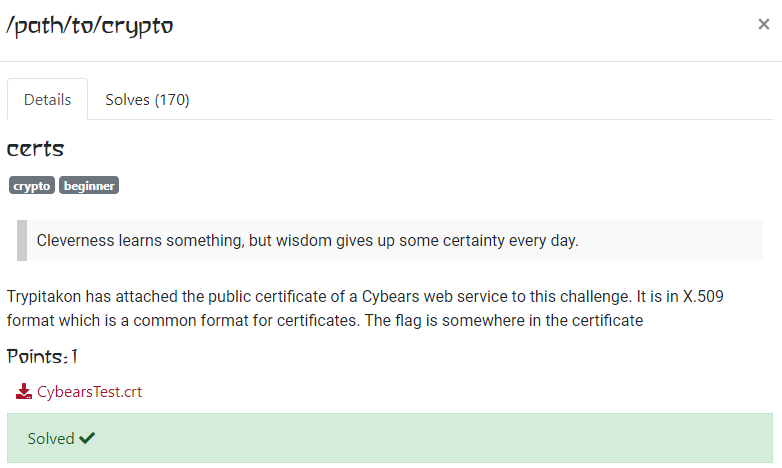 /path/to/crypto
×
Details
Solves (170)
certs
crypto beginner
Cleverness learns something, but wisdom gives up some certainty every day.
Trypitakon has attached the public certificate of a Cybears web service to this challenge. It is in X.509
format which is a common format for certificates. The flag is somewhere in the certificate
Points: 1
CybearsTest.crt
Solved ✔